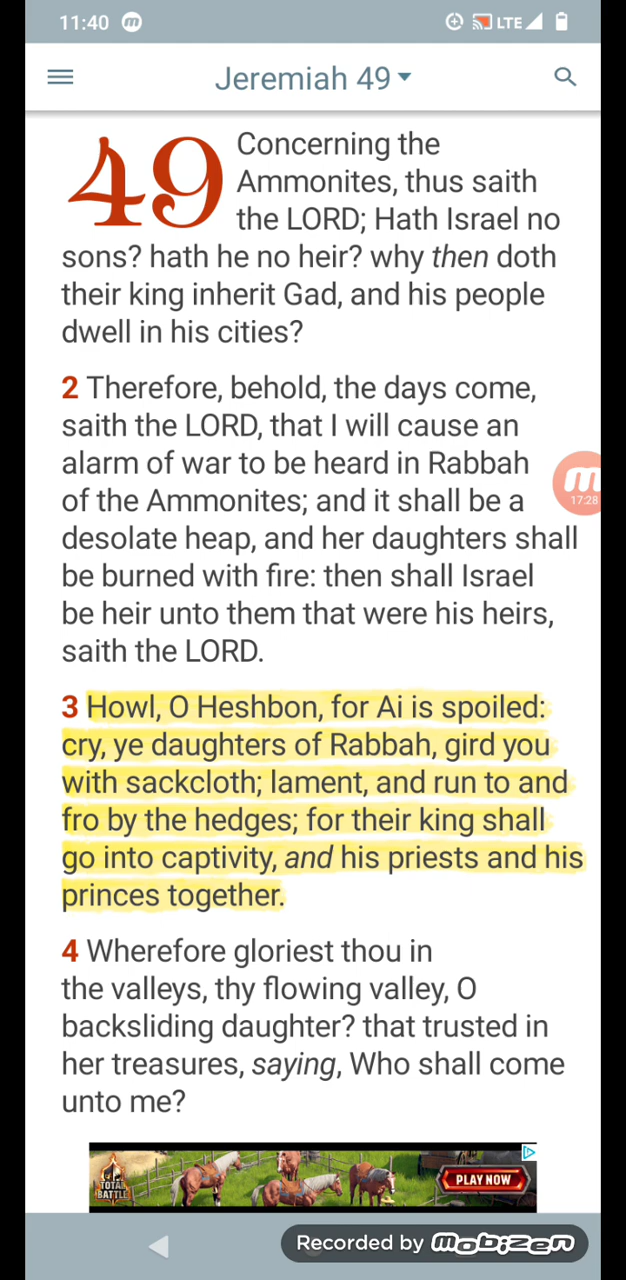 11:40 m LTE
Jeremiah 49
49 Concerning the
Ammonites, thus saith
the LORD; Hath Israel no
sons? hath he no heir? why then doth
their king inherit Gad, and his people
dwell in his cities?
2 Therefore, behold, the days come,
saith the LORD, that I will cause an
alarm of war to be heard in Rabbah
of the Ammonites; and it shall be a
desolate heap, and her daughters shall
be burned with fire: then shall Israel
be heir unto them that were his heirs,
saith the LORD.
m
17:28
3 Howl, O Heshbon, for Ai is spoiled:
cry, ye daughters of Rabbah, gird you
with sackcloth; lament, and run to and
fro by the hedges; for their king shall
go into captivity, and his priests and his
princes together.
4 Wherefore gloriest thou in
the valleys, thy flowing valley, O
backsliding daughter? that trusted in
her treasures, saying, Who shall come
unto me?
TOTAL
BATTLE
PLAY NOW
Recorded by mobizen